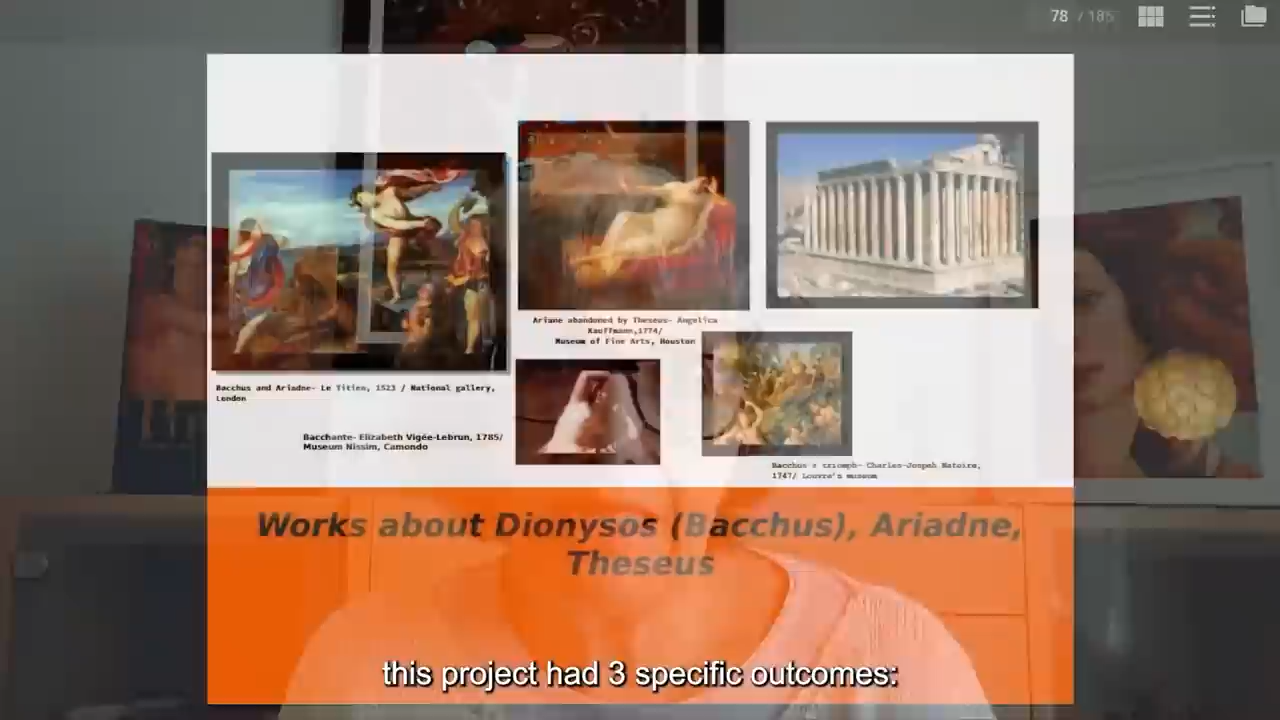 78 / 185
Ariane abandoned by Theseus- Angelica
Kauffmann,1774/
Museum of Fine Arts, Houston
Bacchus and Ariadne- Le Titien, 1523 / National gallery,
London
Bacchante- Elizabeth Vigée-Lebrun, 1785/
Museum Nissim, Camondo
Bacchus's triomph- Charles-Jospeh Natoire,
1747/ Louvre's museum
Works about Dionysos (Bacchus), Ariadne,
Theseus
this project had 3 specific outcomes: